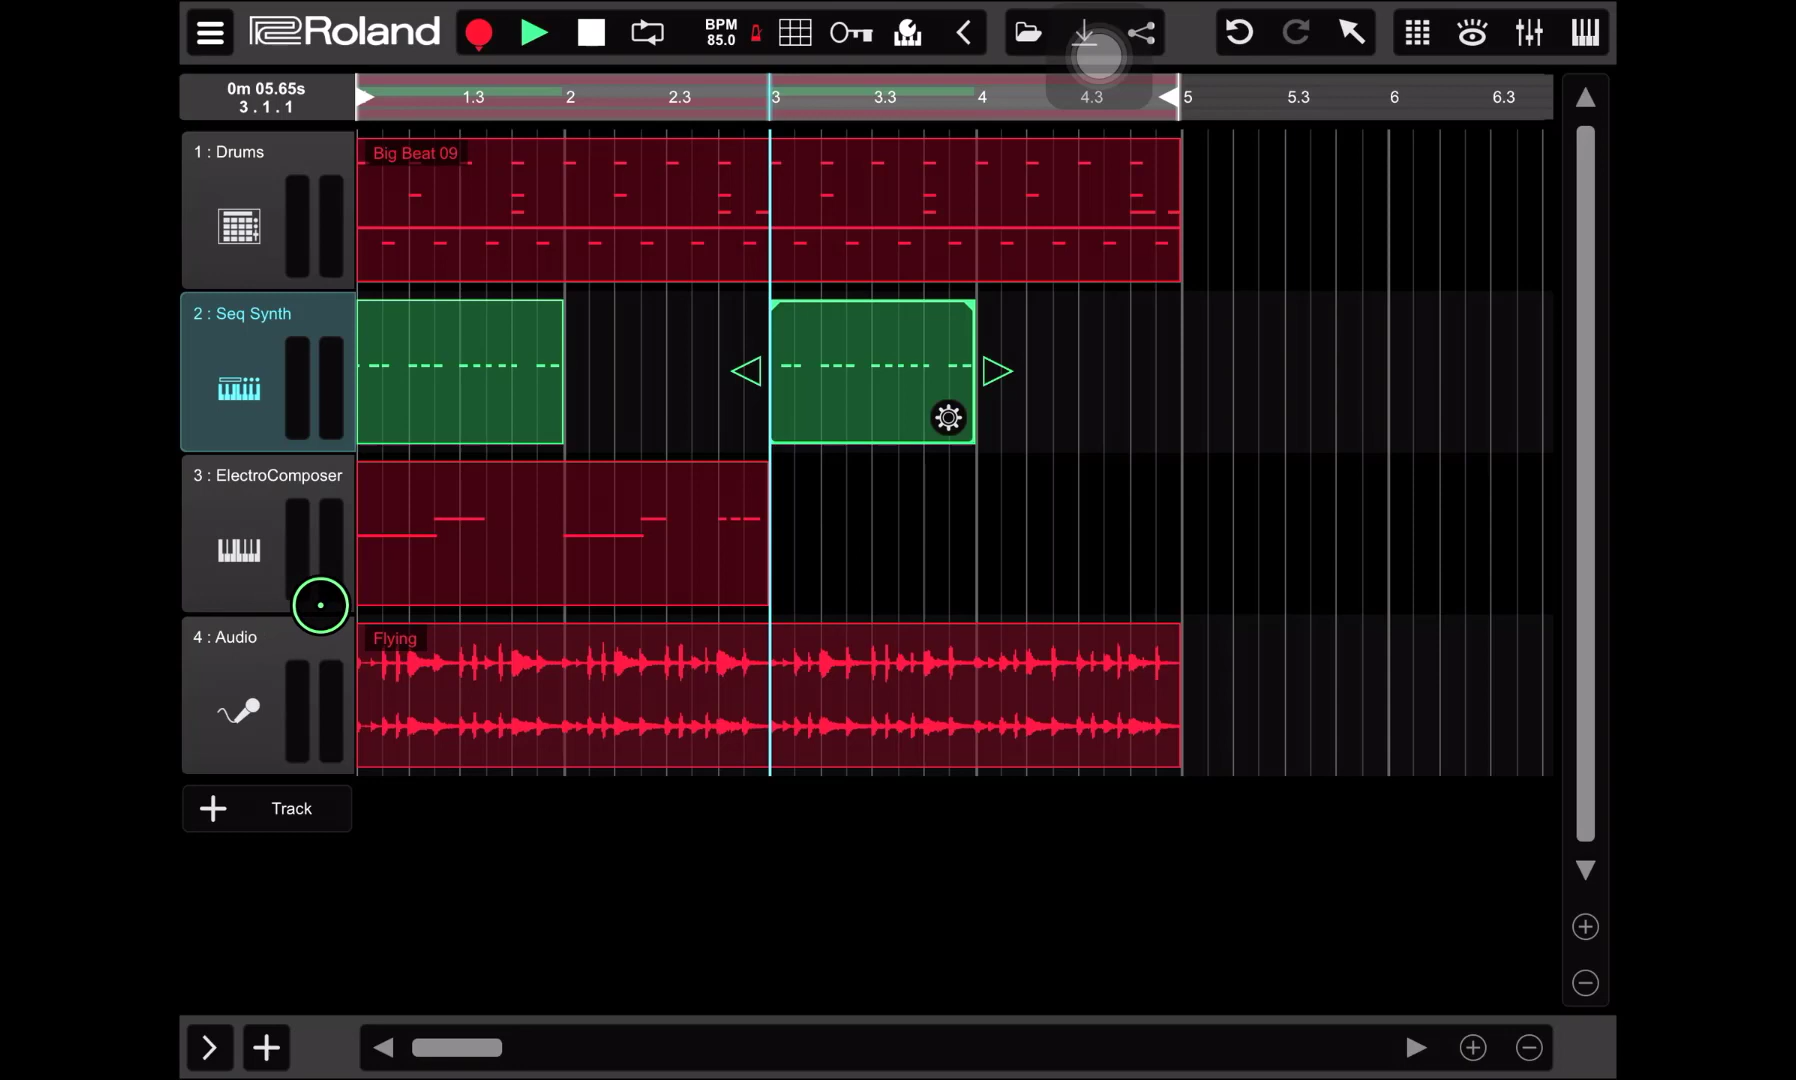 Roland
BPM
85.0
0m 05.65s
3 . 1 . 1
1.3 2 2.3 3 3.3 4 4.3 5 5.3 6 6.3
1 : Drums
Big Beat 09
2 : Seq Synth
3 : ElectroComposer
4 : Audio
Flying
Track